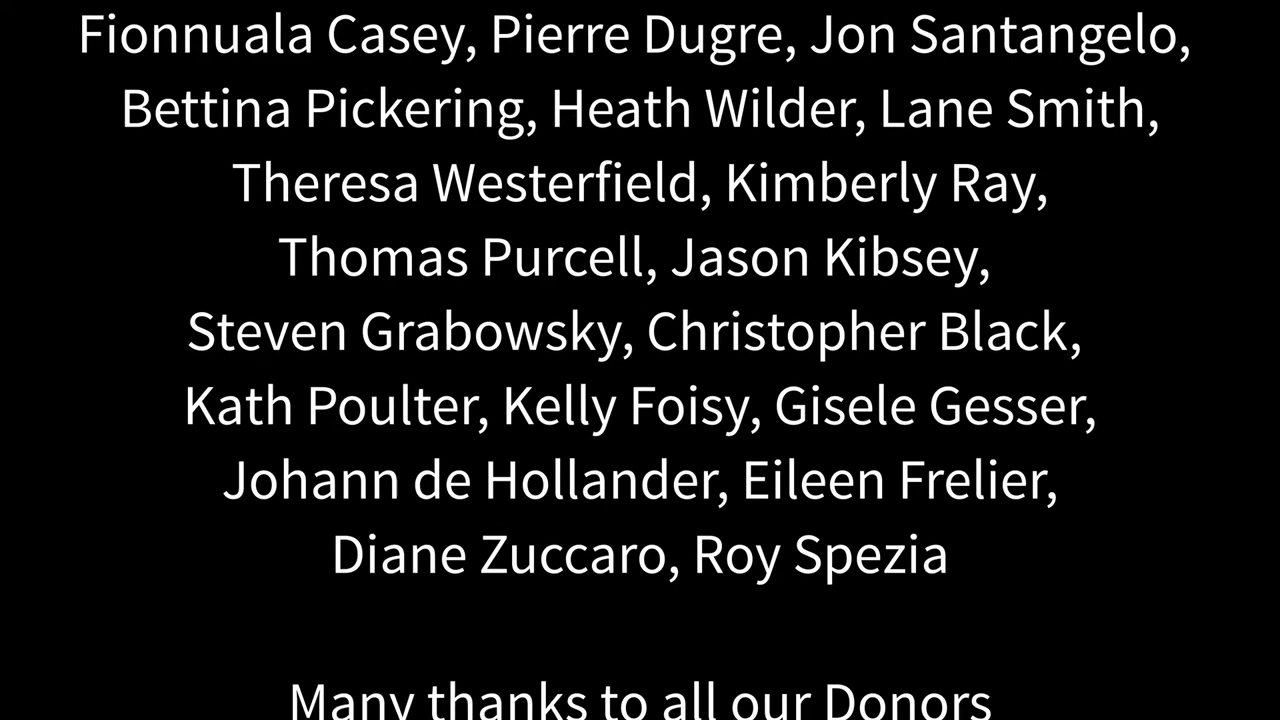 Fionnuala Casey, Pierre Dugre, Jon Santangelo,
Bettina Pickering, Heath Wilder, Lane Smith,
Theresa Westerfield, Kimberly Ray,
Thomas Purcell, Jason Kibsey,
Steven Grabowsky, Christopher Black,
Kath Poulter, Kelly Foisy, Gisele Gesser,
Johann de Hollander, Eileen Frelier,
Diane Zuccaro, Roy Spezia
Many thanks to all our Donors